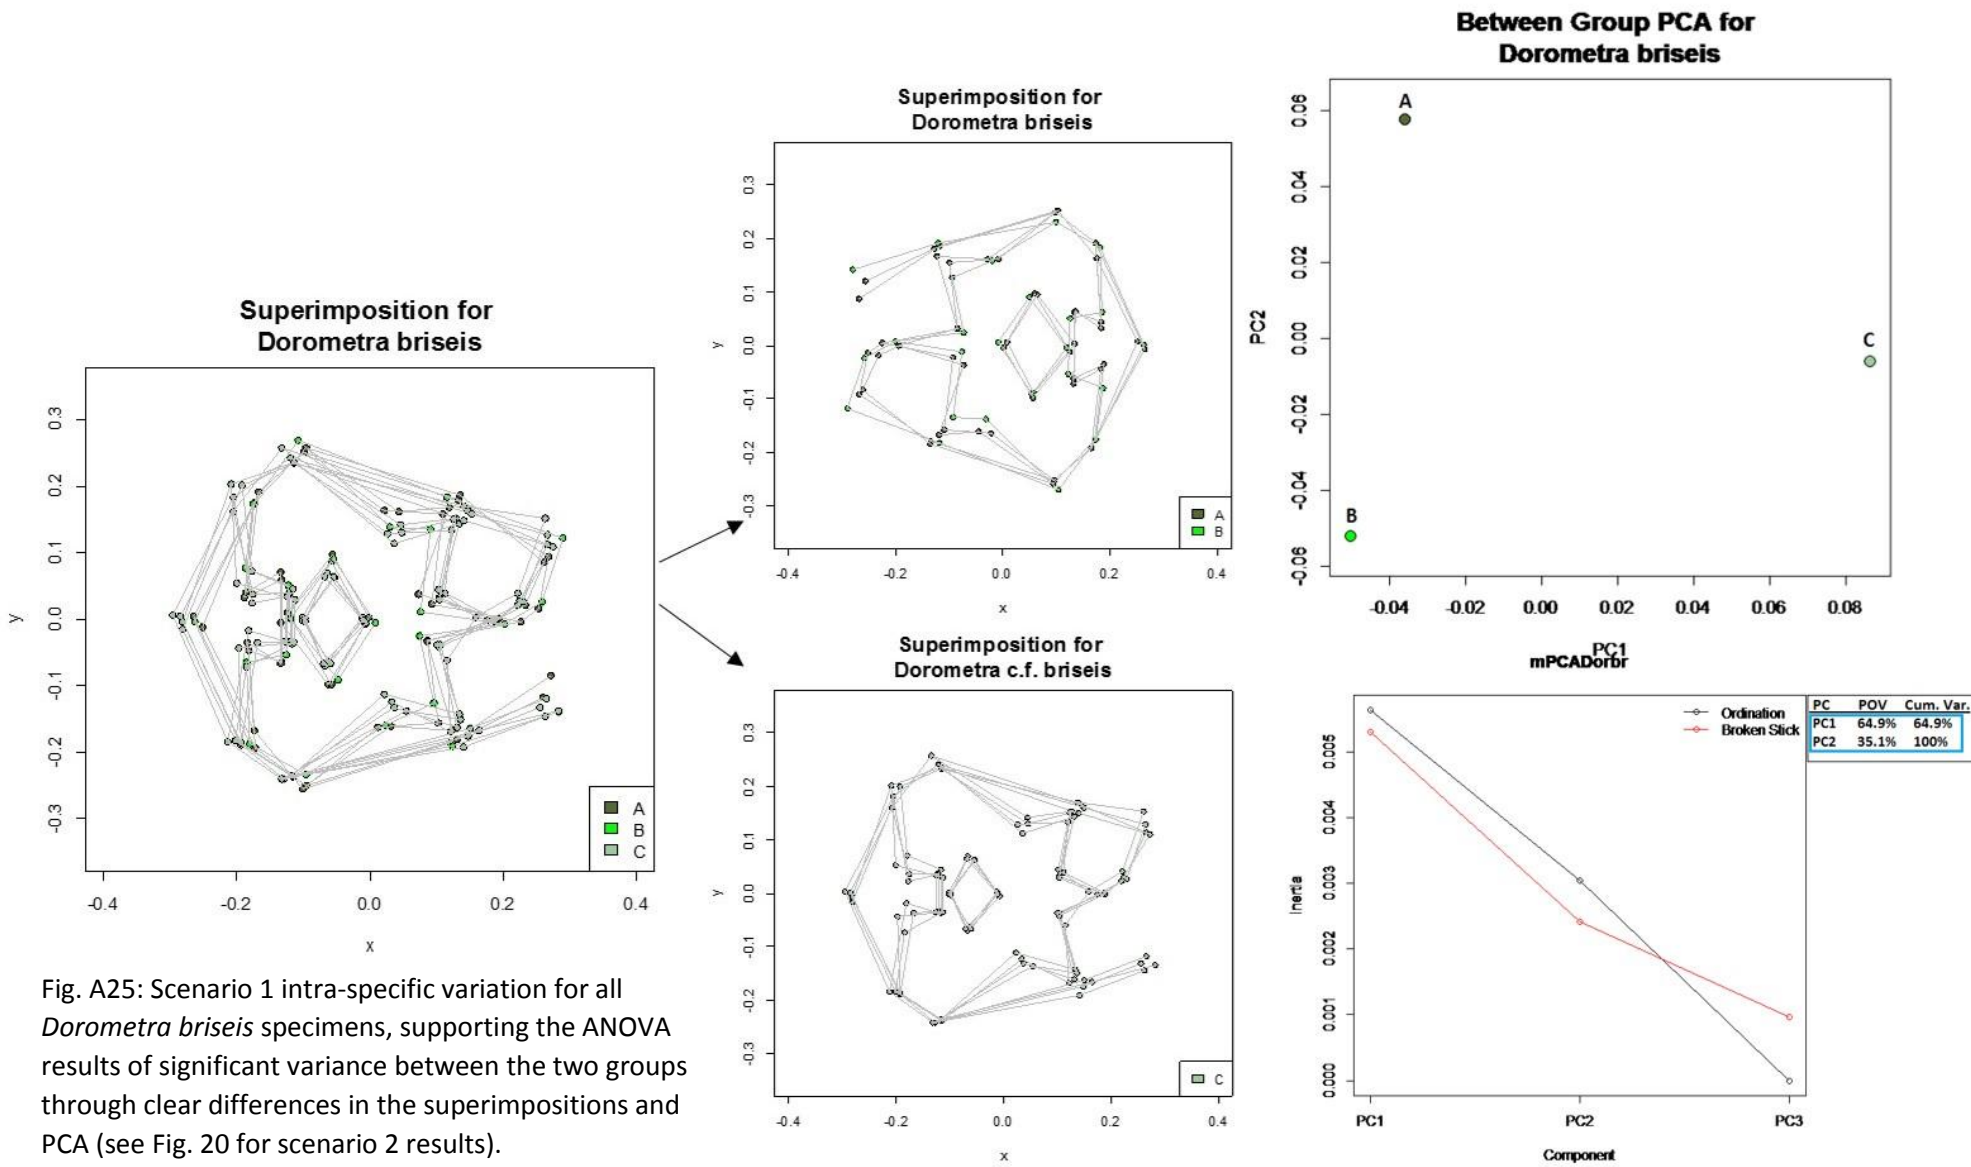 Superimposition for
Dorometra briseis
y
0.3
0.2
0.1
0.0
-0.1
-0.2
-0.3
A
B
C
-0.4
-0.2
0.0
0.2
0.4
x
Superimposition for
Dorometra briseis
y
0.3
0.2
0.1
0.0
-0.1
-0.2
-0.3
A
B
-0.4
-0.2
0.0
0.2
0.4
x
Superimposition for
Dorometra c.f. briseis
y
0.3
0.2
0.1
0.0
-0.1
-0.2
-0.3
C
-0.4
-0.2
0.0
0.2
0.4
x
Between Group PCA for
Dorometra briseis
PC2
0.06
0.04
0.02
0.00
-0.02
-0.04
-0.06
A
B
C
-0.04
-0.02
0.00
0.02
0.04
0.06
0.08
PC1
mPCADorbr
Inertia
0.005
0.004
0.003
0.002
0.001
0.000
Ordination
Broken Stick
PC POV Cum. Var.
PC1 64.9% 64.9%
PC2 35.1% 100%
PC1
PC2
PC3
Component
Fig. A25: Scenario 1 intra-specific variation for all
Dorometra briseis specimens, supporting the ANOVA
results of significant variance between the two groups
through clear differences in the superimpositions and
PCA (see Fig. 20 for scenario 2 results).